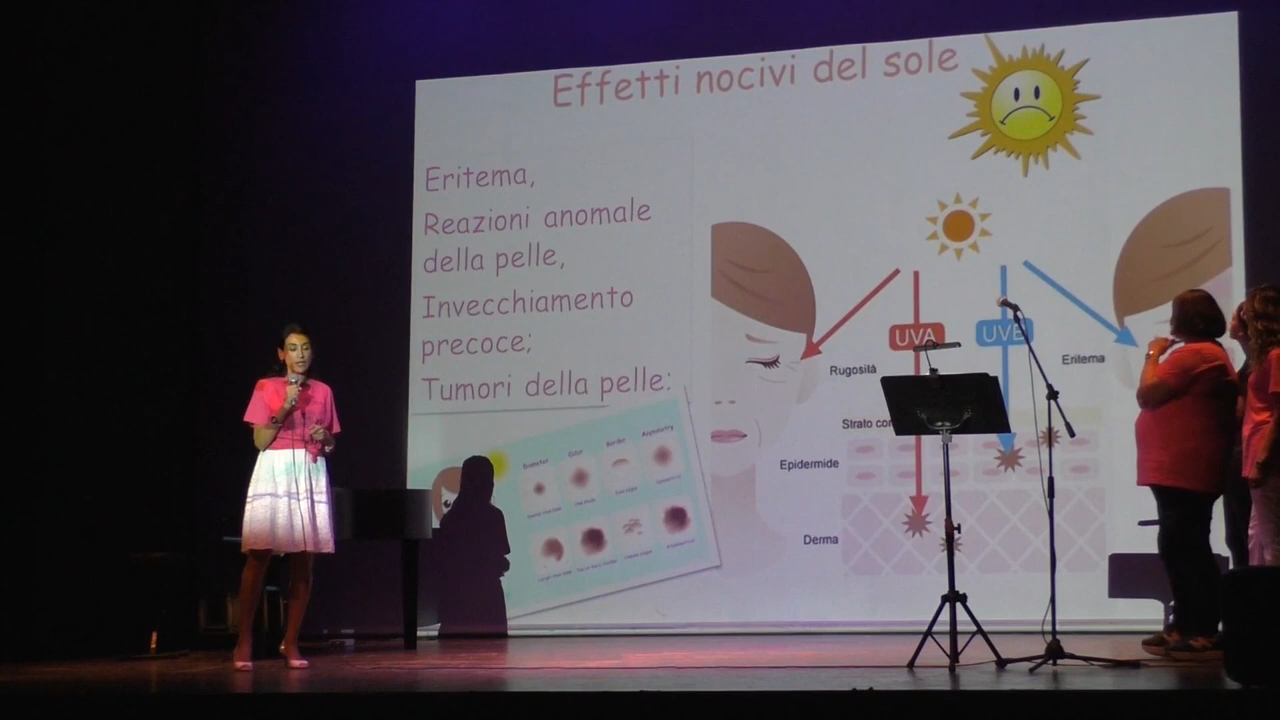 Effetti nocivi del sole
Eritema,
Reazioni anomale
della pelle,
Invecchiamento
precoce;
Tumori della pelle:
UVA
UVB
Rugosità
Eritema
Strato
Epidermide
Derma
Diameter
Color
Border
Asymmetry